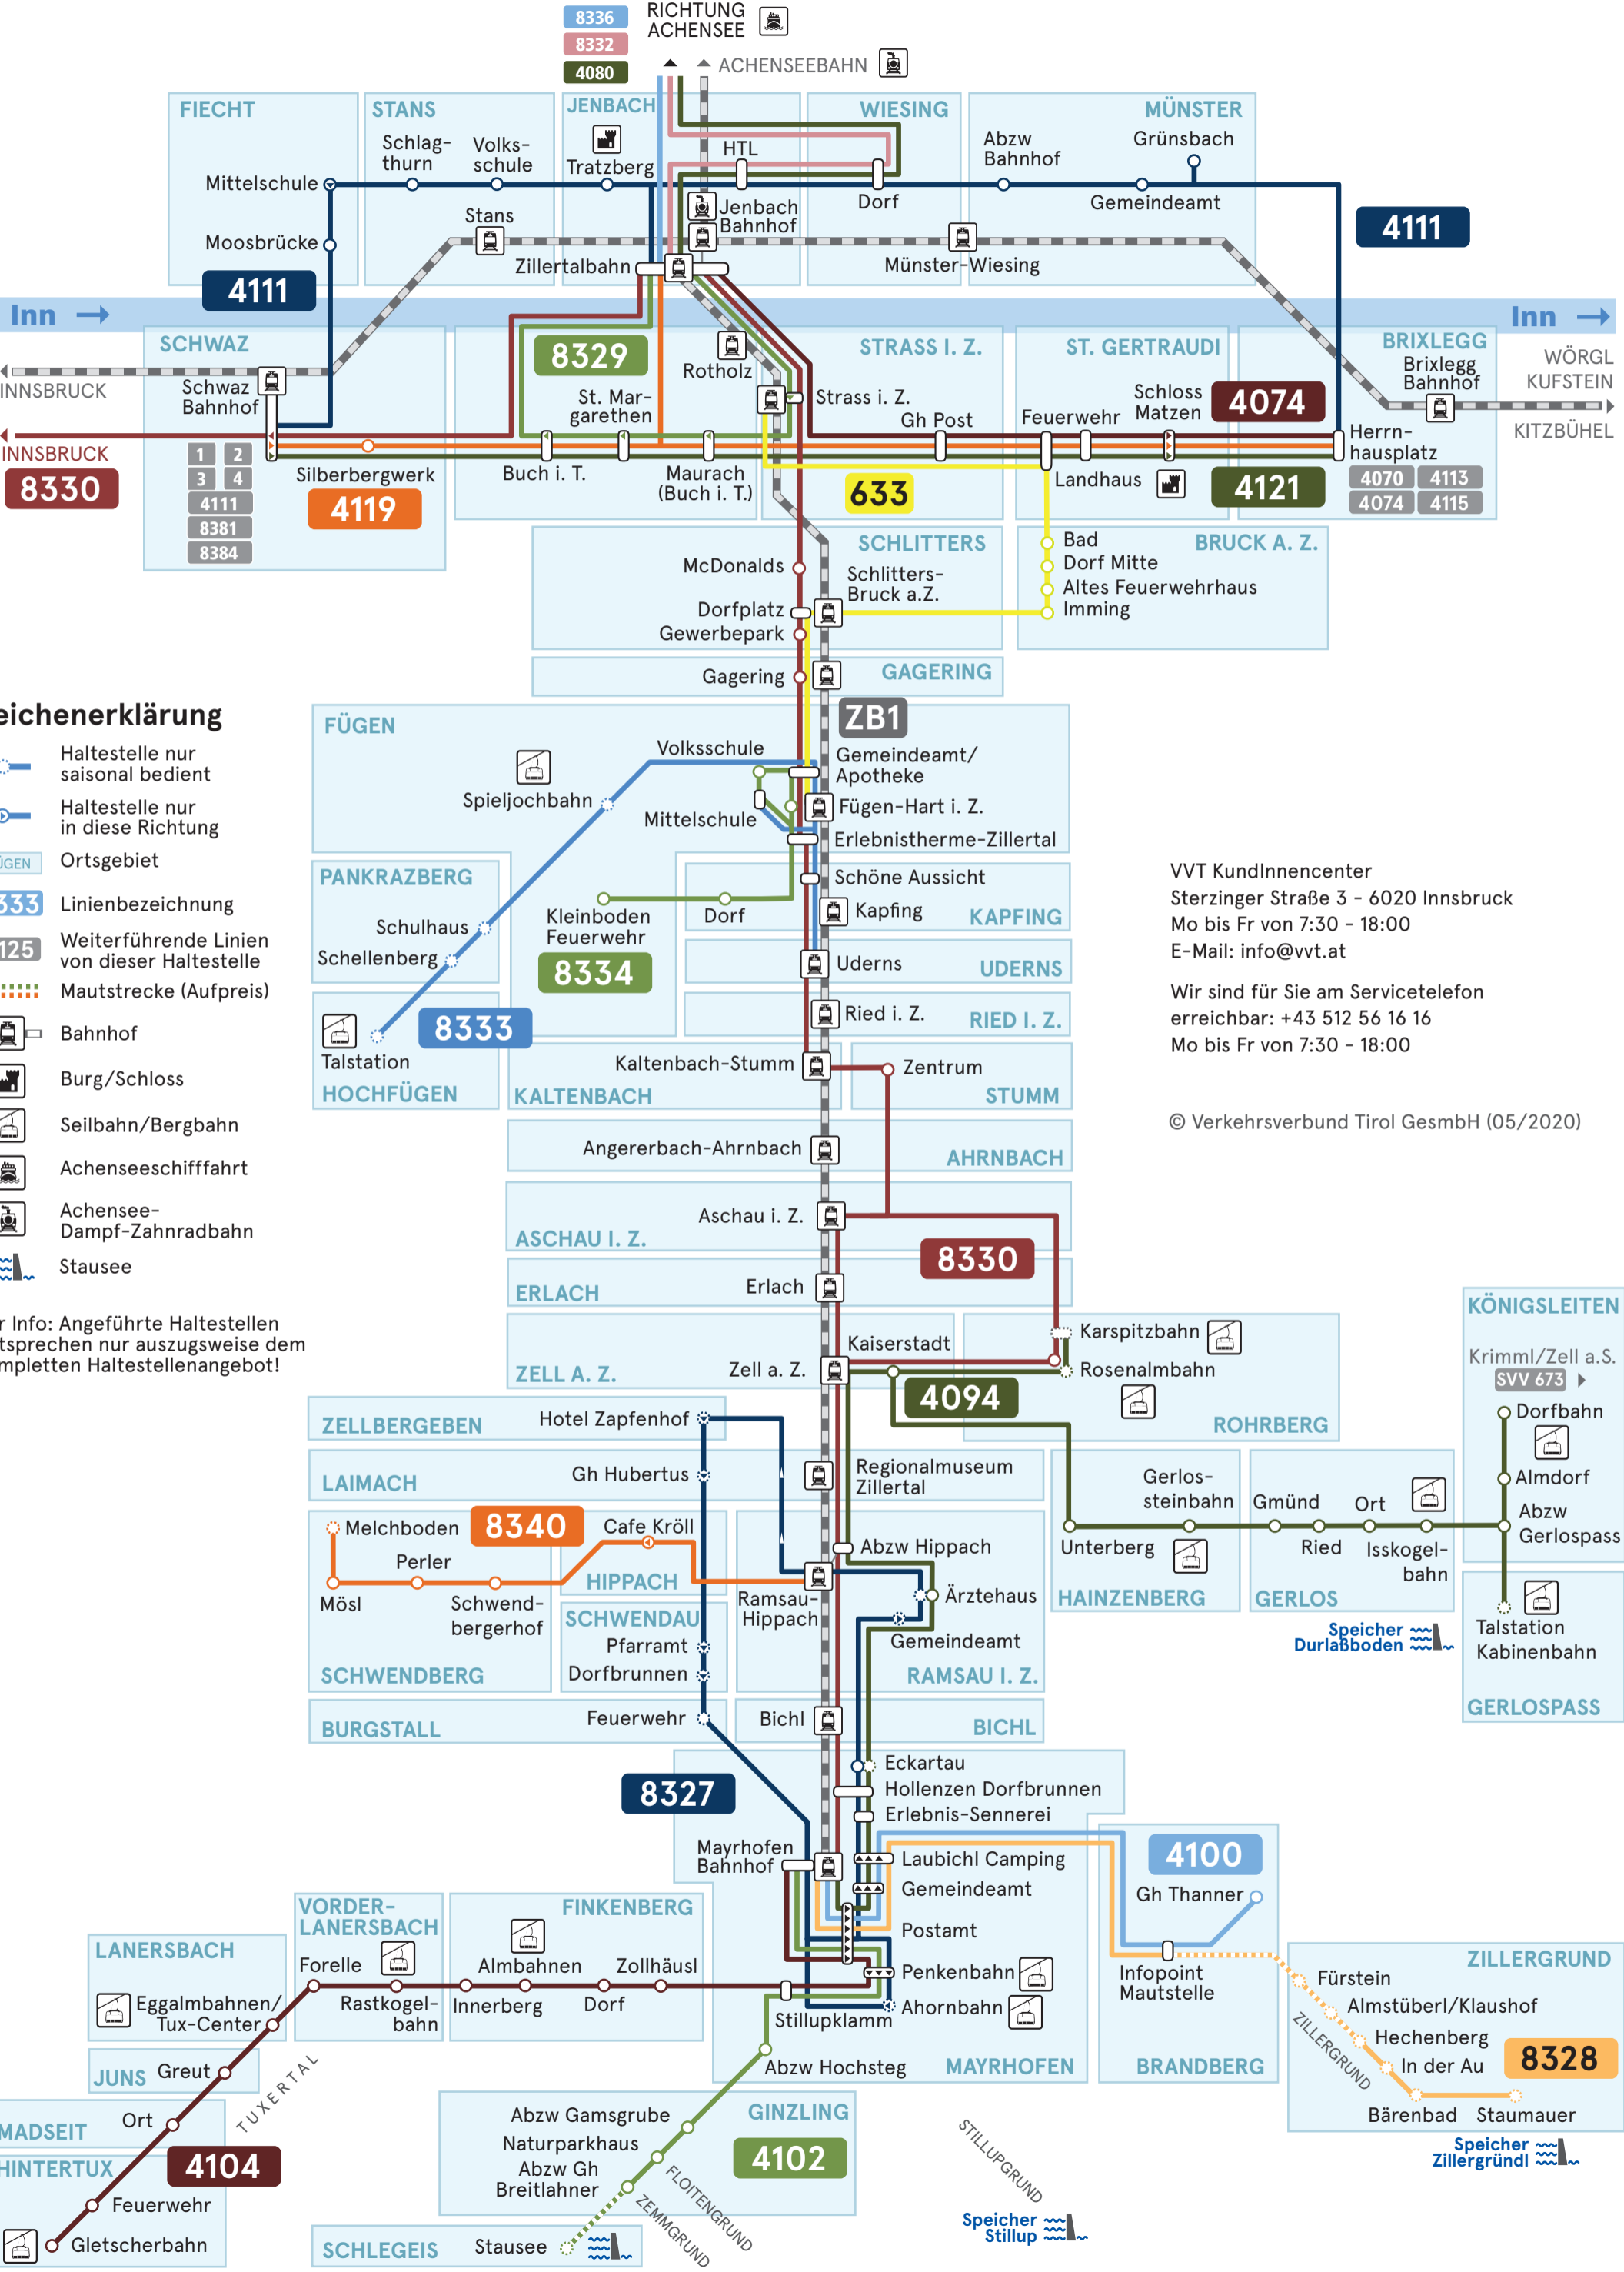 8336
8332
4080
RICHTUNG
ACHENSEE
ACHENSEEBAHN
FIECHT
STANS
JENBACH
WIESING
MÜNSTER
Schlag-
thurn
Volks-
schule
Tratzberg
HTL
Abzw
Bahnhof
Grünsbach
Mittelschule
Dorf
Gemeindeamt
Stans
Jenbach
Bahnhof
4111
Moosbrücke
Zillertalbahn
Münster-Wiesing
4111
Inn
Inn
SCHWAZ
8329
Rotholz
STRASS I. Z.
ST. GERTRAUDI
BRIXLEGG
Brixlegg
Bahnhof
WÖRGL
KUFSTEIN
INNSBRUCK
Schwaz
Bahnhof
St. Mar-
garethen
Strass i. Z.
Gh Post
Feuerwehr
Schloss
Matzen
4074
KITZBÜHEL
INNSBRUCK
8330
1 2
3 4
4111
8381
8384
Silberbergwerk
4119
Buch i. T.
Maurach
(Buch i. T.)
633
Landhaus
4121
Herrn-
hausplatz
4070 4113
4074 4115
SCHLITTERS
McDonalds
Schlitters-
Bruck a.Z.
Dorfplatz
Gewerbepark
BRUCK A. Z.
Bad
Dorf Mitte
Altes Feuerwehrhaus
Imming
Gagering
GAGERING
eichenerklärung
Haltestelle nur
saisonal bedient
Haltestelle nur
in diese Richtung
ÜGEN
Ortsgebiet
333
Linienbezeichnung
125
Weiterführende Linien
von dieser Haltestelle
Mautstrecke (Aufpreis)
Bahnhof
Burg/Schloss
Seilbahn/Bergbahn
Achenseeschifffahrt
Achensee-
Dampf-Zahnradbahn
Stausee
r Info: Angeführte Haltestellen
tsprechen nur auszugsweise dem
mpletten Haltestellenangebot!
FÜGEN
ZB1
Volksschule
Gemeindeamt/
Apotheke
Spieljochbahn
Mittelschule
Fügen-Hart i. Z.
Erlebnistherme-Zillertal
PANKRAZBERG
Schulhaus
Schellenberg
Kleinboden
Feuerwehr
Dorf
8334
Schöne Aussicht
Kapfing
KAPFING
Uderns
UDERNS
Ried i. Z.
RIED I. Z.
8333
Talstation
HOCHFÜGEN
Kaltenbach-Stumm
KALTENBACH
Zentrum
STUMM
VVT KundInnencenter
Sterzinger Straße 3 - 6020 Innsbruck
Mo bis Fr von 7:30 - 18:00
E-Mail: info@vvt.at
Wir sind für Sie am Servicetelefon
erreichbar: +43 512 56 16 16
Mo bis Fr von 7:30 - 18:00
© Verkehrsverbund Tirol GesmbH (05/2020)
Angererbach-Ahrnbach
AHRNBACH
Aschau i. Z.
ASCHAU I. Z.
8330
Erlach
ERLACH
Kaiserstadt
Zell a. Z.
ZELL A. Z.
4094
Karspitzbahn
Rosenalmbahn
ROHRBERG
KÖNIGSLEITEN
Krimml/Zell a.S.
SVV 673
Dorfbahn
Almdorf
Abzw
Gerlospass
ZELLBERGEBEN
Hotel Zapfenhof
LAIMACH
Gh Hubertus
Regionalmuseum
Zillertal
Gerlos-
steinbahn
Gmünd
Ort
Unterberg
Ried
Isskogel-
bahn
HAINZENBERG
GERLOS
Melchboden
8340
Cafe Kröll
Perler
HIPPACH
Mösl
Schwend-
bergerhof
SCHWENDBERG
SCHWENDAU
Pfarramt
Dorfbrunnen
Abzw Hippach
Ramsau-
Hippach
Ärztehaus
Gemeindeamt
RAMSAU I. Z.
Speicher
Durlaßboden
Talstation
Kabinenbahn
GERLOSPASS
BURGSTALL
Feuerwehr
Bichl
BICHL
8327
Eckartau
Hollenzen Dorfbrunnen
Erlebnis-Sennerei
Mayrhofen
Bahnhof
Laubichl Camping
Gemeindeamt
Postamt
Penkenbahn
Ahornbahn
Stillupklamm
Abzw Hochsteg
MAYRHOFEN
4100
Gh Thanner
Infopoint
Mautstelle
BRANDBERG
ZILLERGRUND
Fürstein
Almstüberl/Klaushof
Hechenberg
In der Au
8328
ZILLERGRUND
Bärenbad
Staumauer
Speicher
Zillergründl
VORDER-
LANERSBACH
FINKENBERG
LANERSBACH
Forelle
Almbahnen
Zollhäusl
Rastkogel-
bahn
Innerberg
Dorf
Eggalmbahnen/
Tux-Center
JUNS
Greut
TUXERTAL
MADSEIT
Ort
HINTERTUX
4104
Feuerwehr
Gletscherbahn
GINZLING
Abzw Gamsgrube
Naturparkhaus
Abzw Gh
Breitlahner
4102
FLOITENGRUND
ZEMMGRUND
SCHLEGEIS
Stausee
STILLUPGRUND
Speicher
Stillup